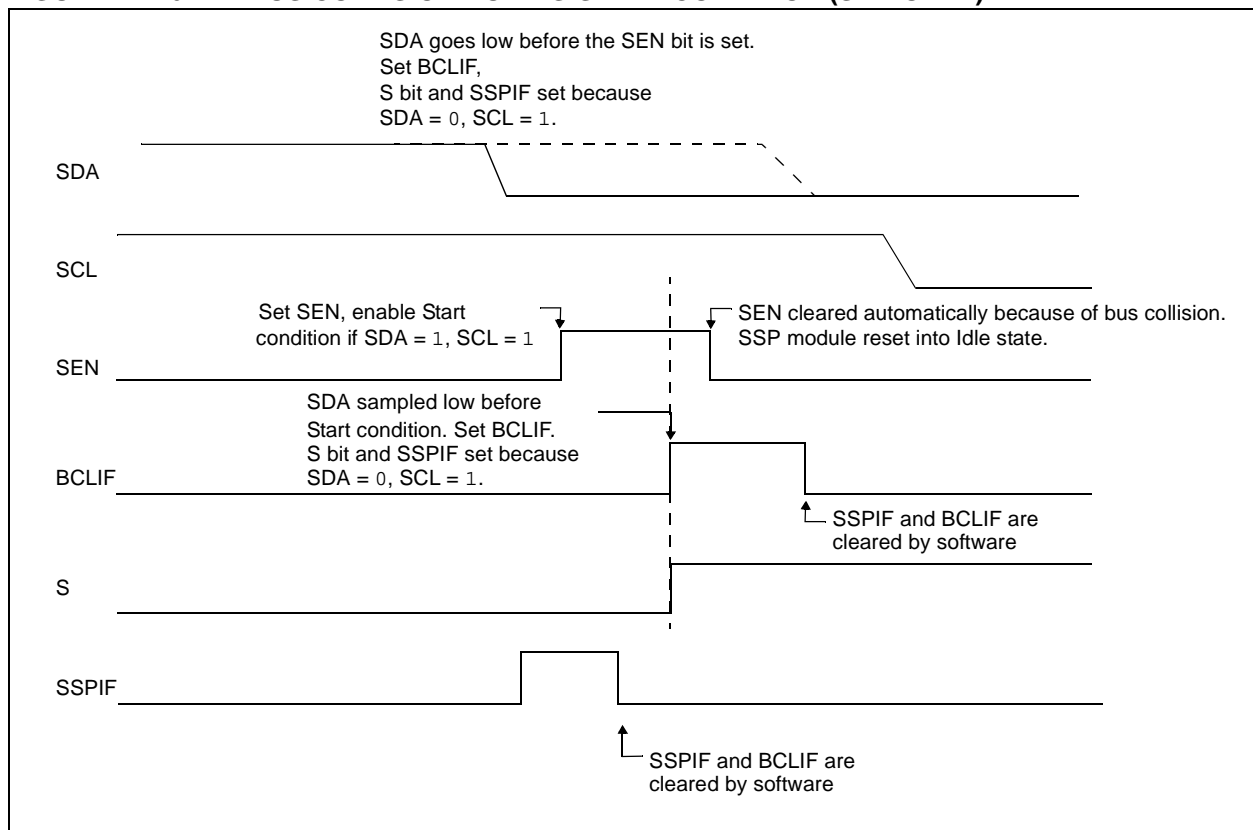 SDA goes low before the SEN bit is set.
Set BCLIF,
S bit and SSPIF set because
SDA = 0, SCL = 1.
SDA
SCL
Set SEN, enable Start
condition if SDA = 1, SCL = 1
SEN cleared automatically because of bus collision.
SSP module reset into Idle state.
SEN
SDA sampled low before
Start condition. Set BCLIF.
S bit and SSPIF set because
SDA = 0, SCL = 1.
BCLIF
SSPIF and BCLIF are
cleared by software
S
SSPIF
SSPIF and BCLIF are
cleared by software